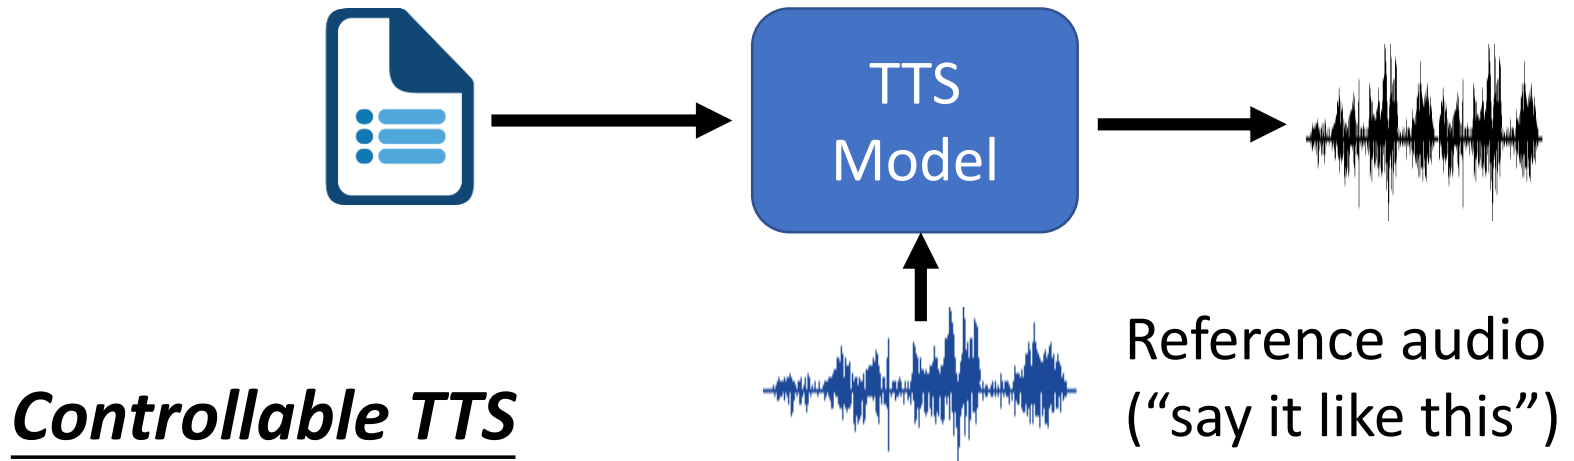 TTS
Model
Reference audio
(“say it like this”)
Controllable TTS